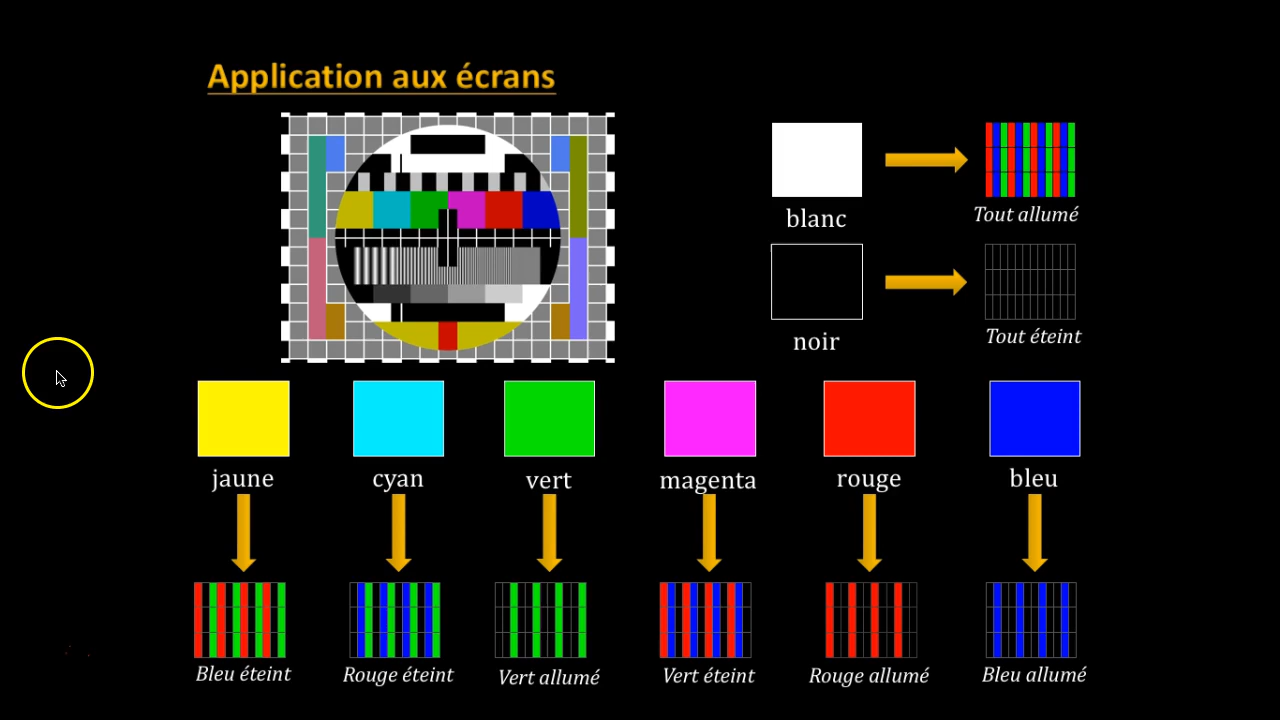 Application aux écrans
blanc
Tout allumé
noir
Tout éteint
jaune
cyan
vert
magenta
rouge
bleu
Bleu éteint
Rouge éteint
Vert allumé
Vert éteint
Rouge allumé
Bleu allumé